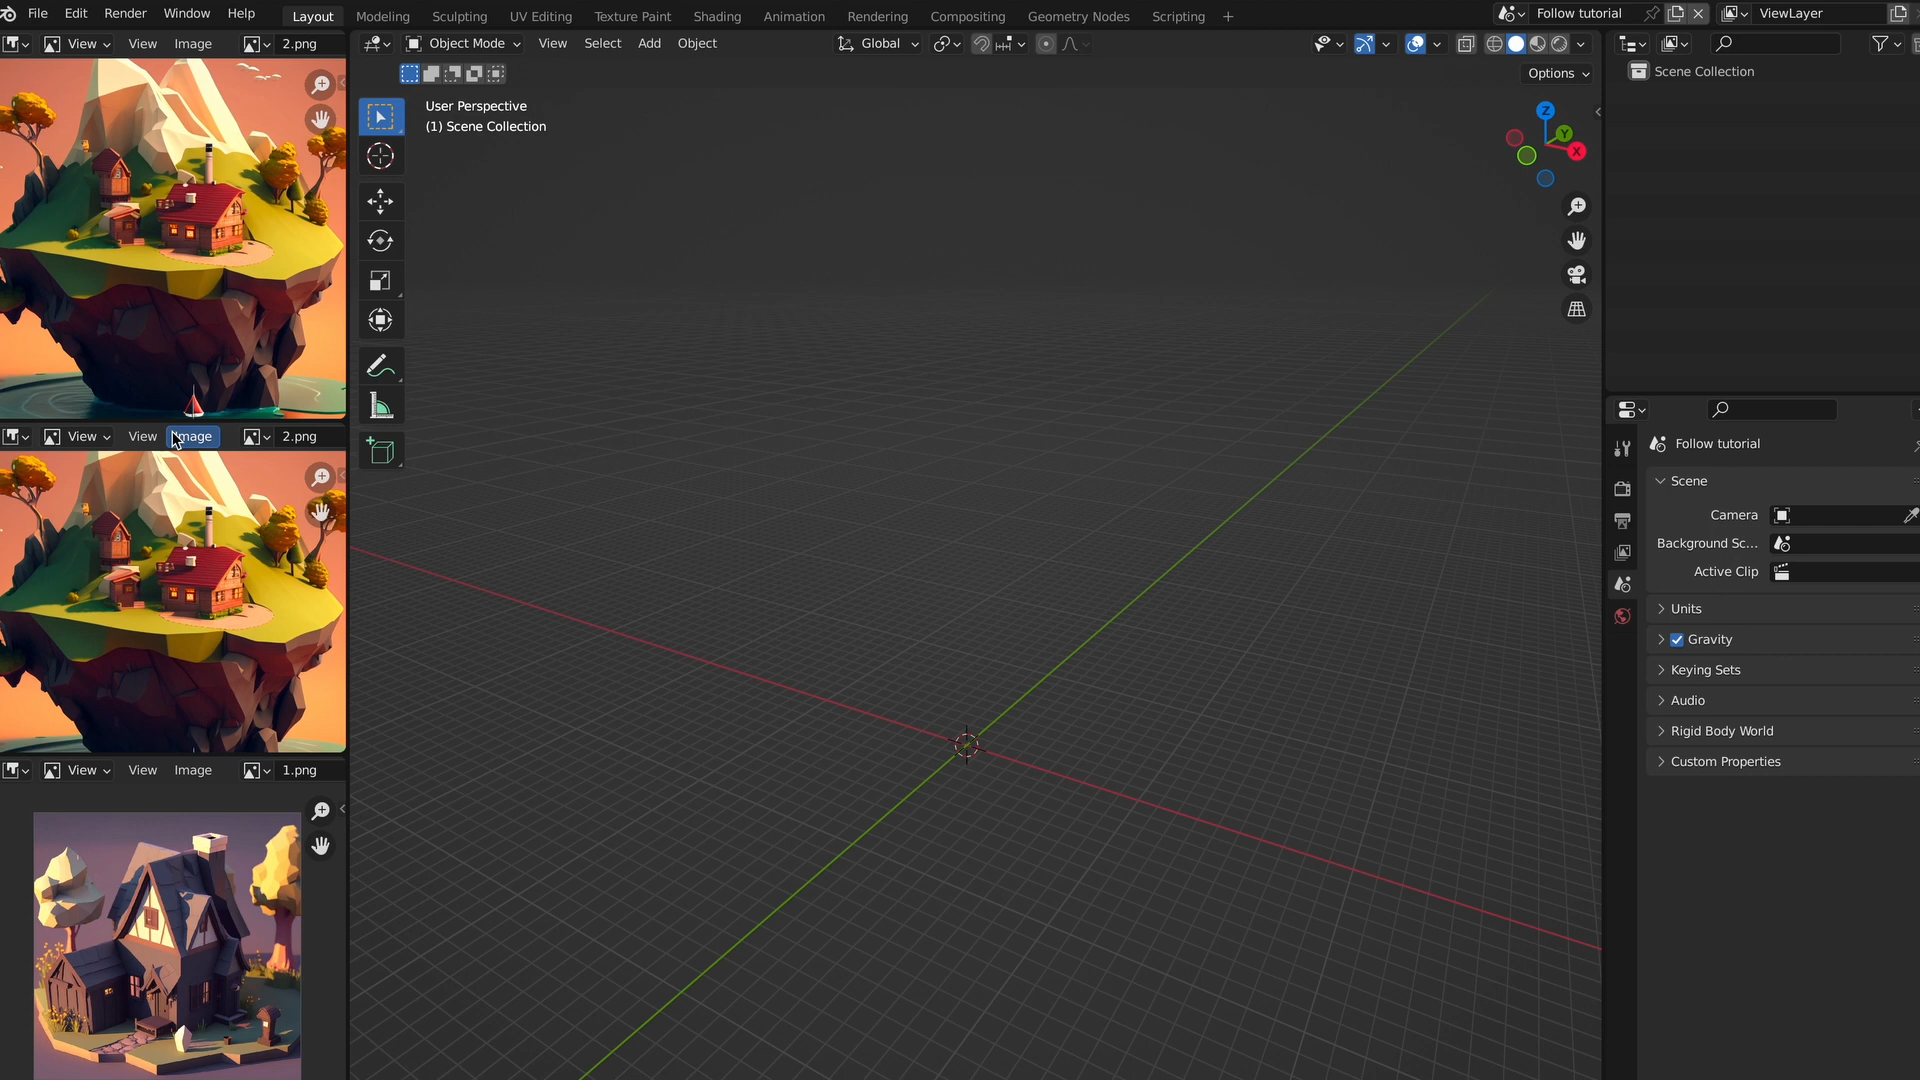 File Edit Render Window Help Layout Modeling Sculpting UV Editing Texture Paint Shading Animation Rendering Compositing Geometry Nodes Scripting + Follow tutorial ViewLayer
View View Image 2.png Object Mode View Select Add Object Global
Options
User Perspective
(1) Scene Collection
Z
Y
X
Scene Collection
View View Image 2.png
Follow tutorial
Scene
Camera
Background Sc...
Active Clip
Units
Gravity
Keying Sets
Audio
Rigid Body World
Custom Properties
View View Image 1.png